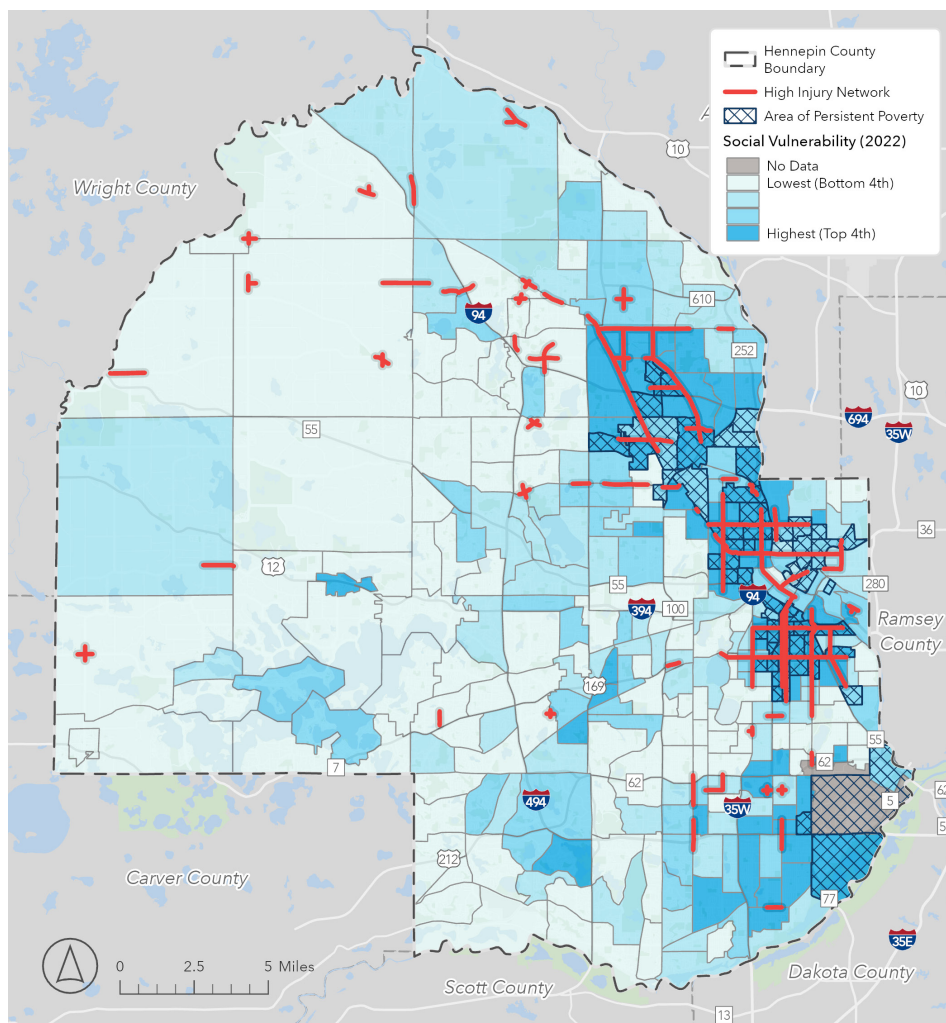 Hennepin County
Boundary
High Injury Network
Area of Persistent Poverty
Social Vulnerability (2022)
No Data
Lowest (Bottom 4th)
Highest (Top 4th)
A
10
Wright County
610
94
252
10
694
35W
55
36
12
55
280
94
394
100
Ramsey
County
169
55
7
62
62
5
62
494
35W
5
212
Carver County
77
35E
0
2.5
5 Miles
Dakota County
Scott County
13